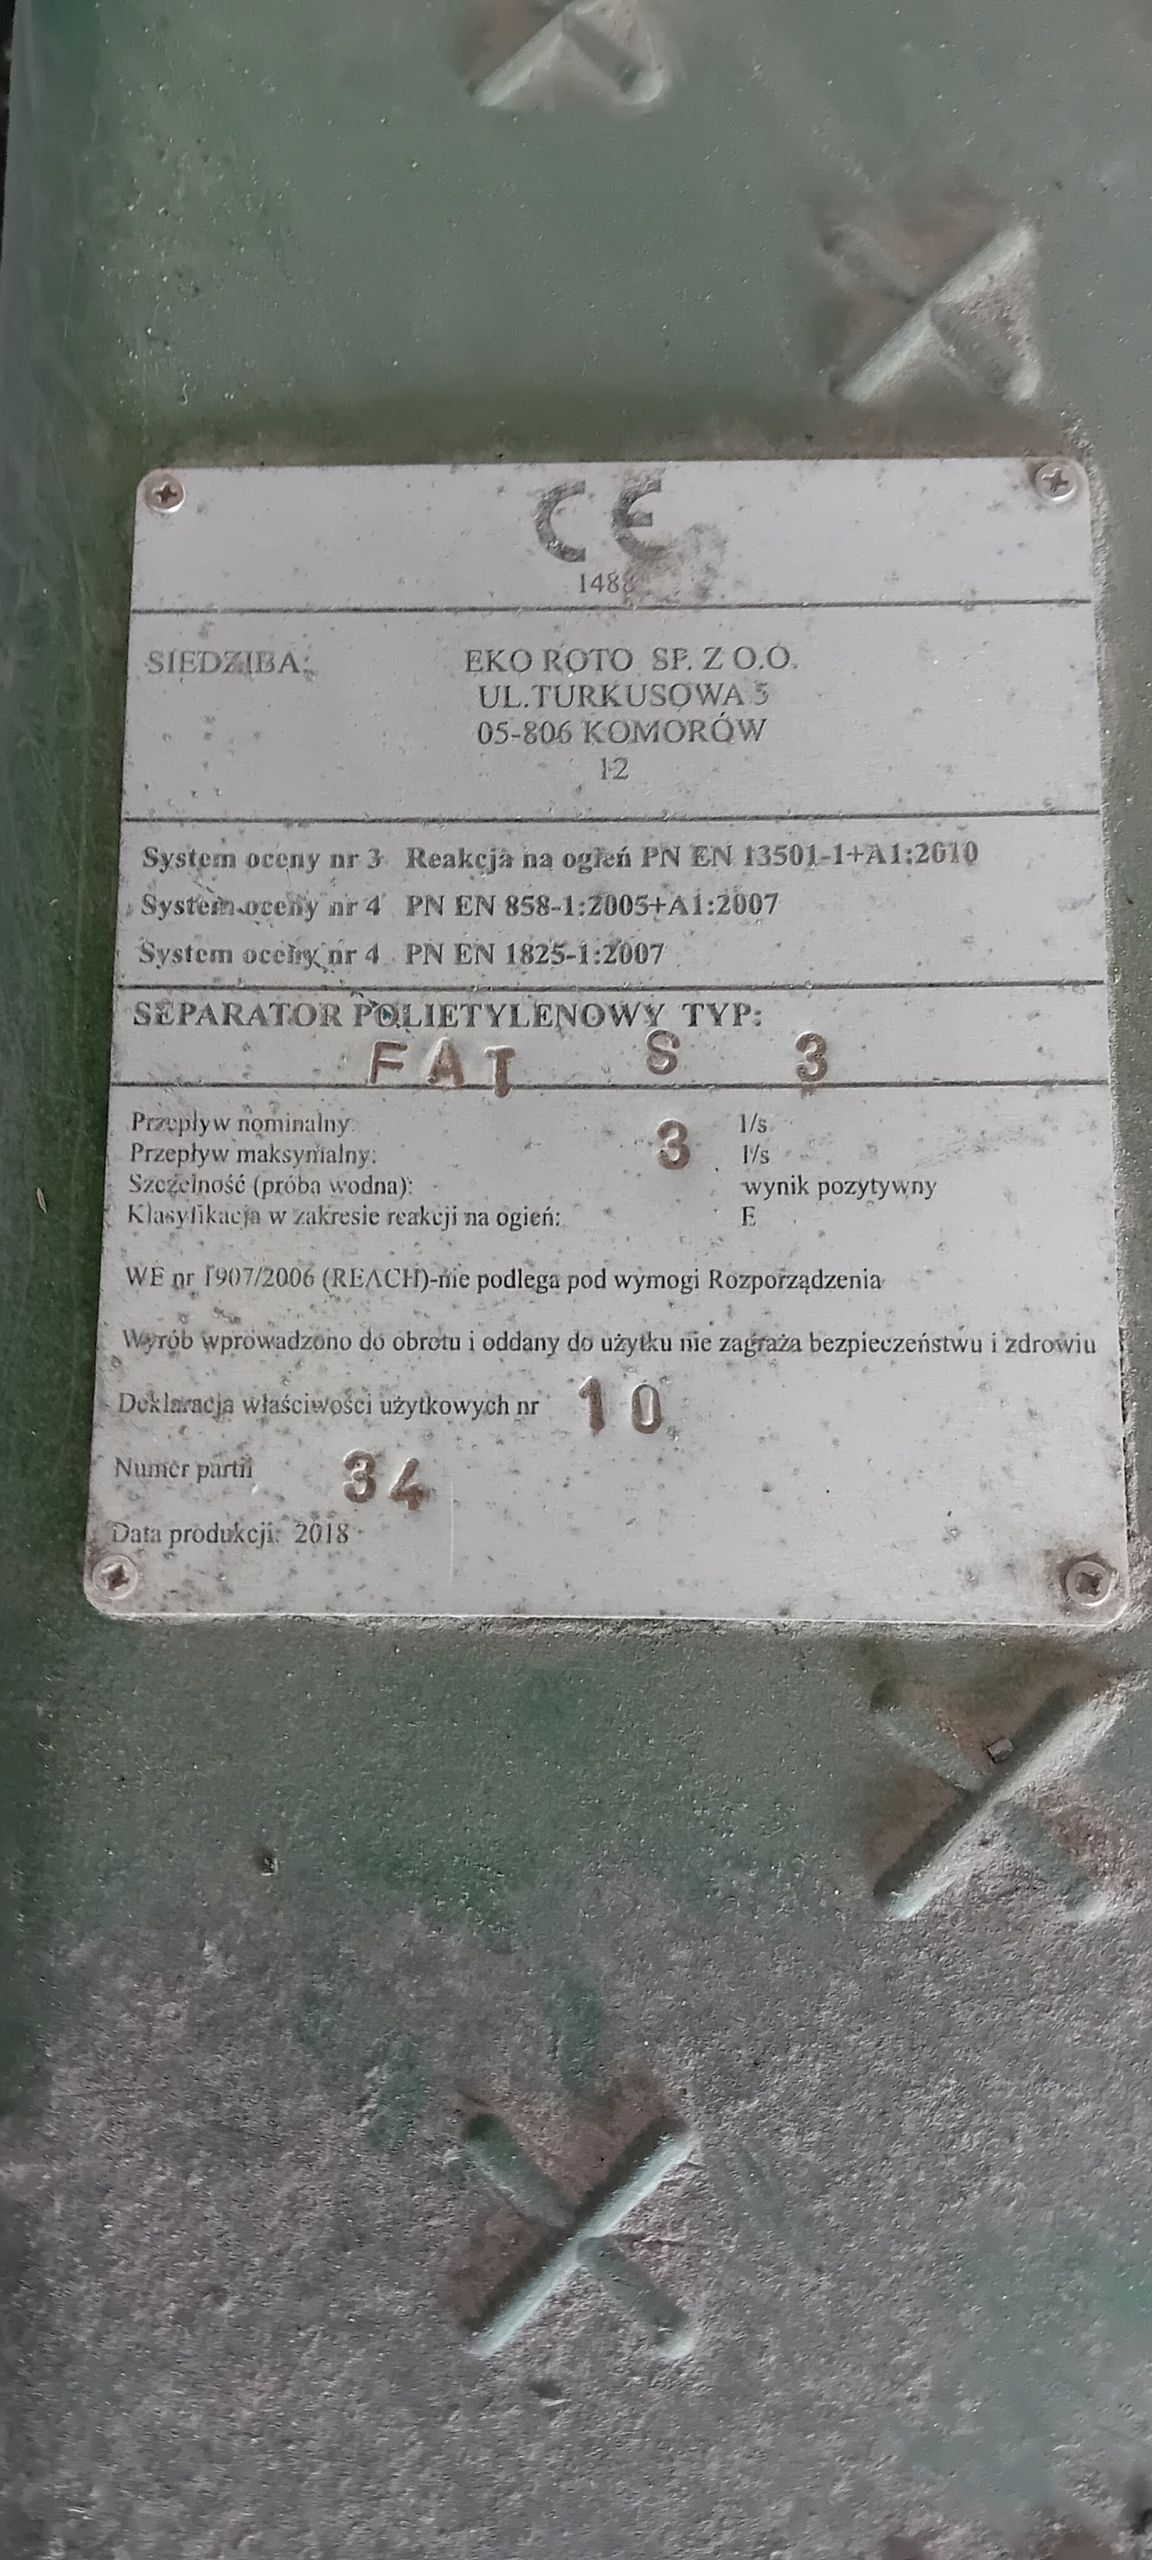 CE
148
SIEDZIBA: EKO ROTO SP. Z O.O.
UL.TURKUSOWA 5
05-806 KOMORÓW
12
System oceny nr 3 Reakcja na ogień PN EN 13501-1+A1:2010
System oceny nr 4 PN EN 858-1:2005+A1:2007
System oceny nr 4 PN EN 1825-1:2007
SEPARATOR POLIETYLENOWY TYP:
FAT S 3
Przepływ nominalny: 3 l/s
Przepływ maksymalny: l/s
Szczelność (próba wodna): wynik pozytywny
Klasyfikacja w zakresie reakcji na ogień: E
WE nr 1907/2006 (REACH)-nie podlega pod wymogi Rozporządzenia
Wyrób wprowadzono do obrotu i oddany do użytku nie zagraża bezpieczeństwu i zdrowiu
Deklaracja właściwości użytkowych nr 10
Numer partii 34
Data produkcji: 2018